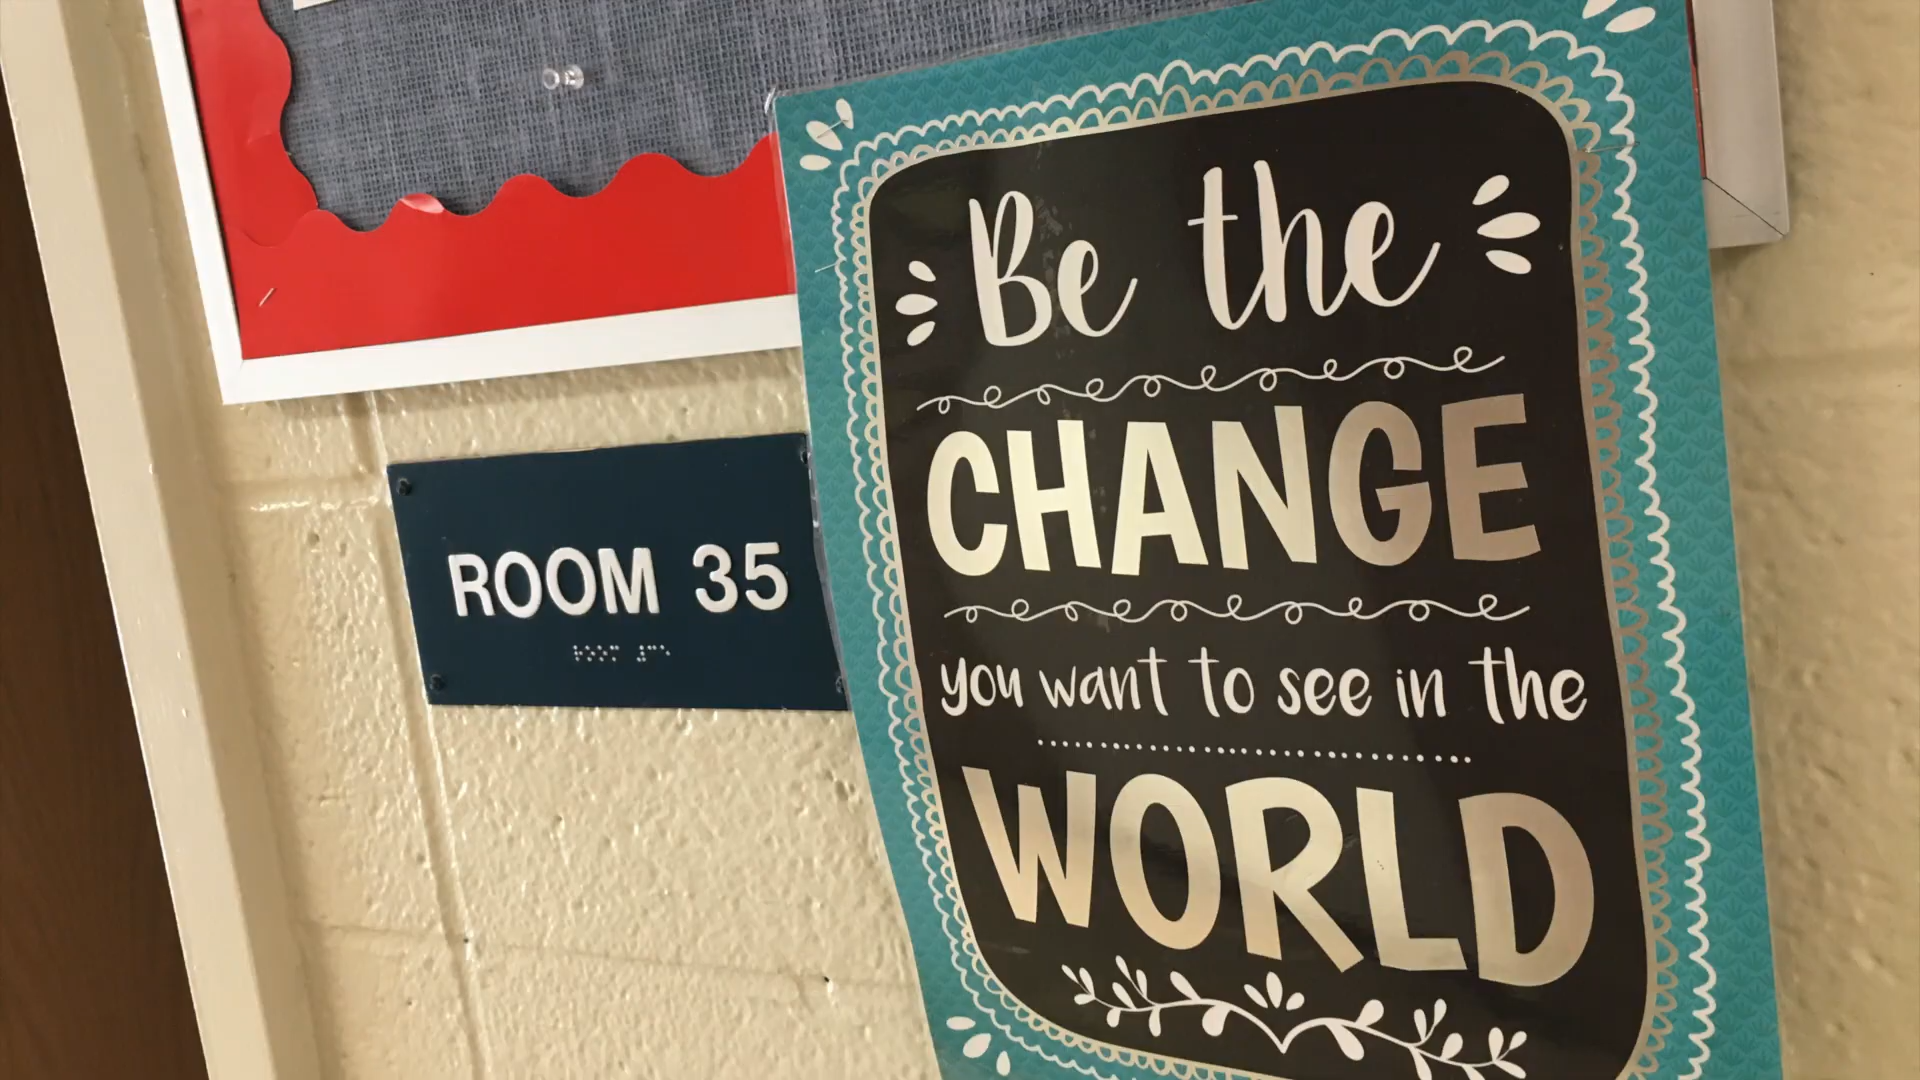 ROOM 35
Be the
CHANGE
you want to see in the
WORLD